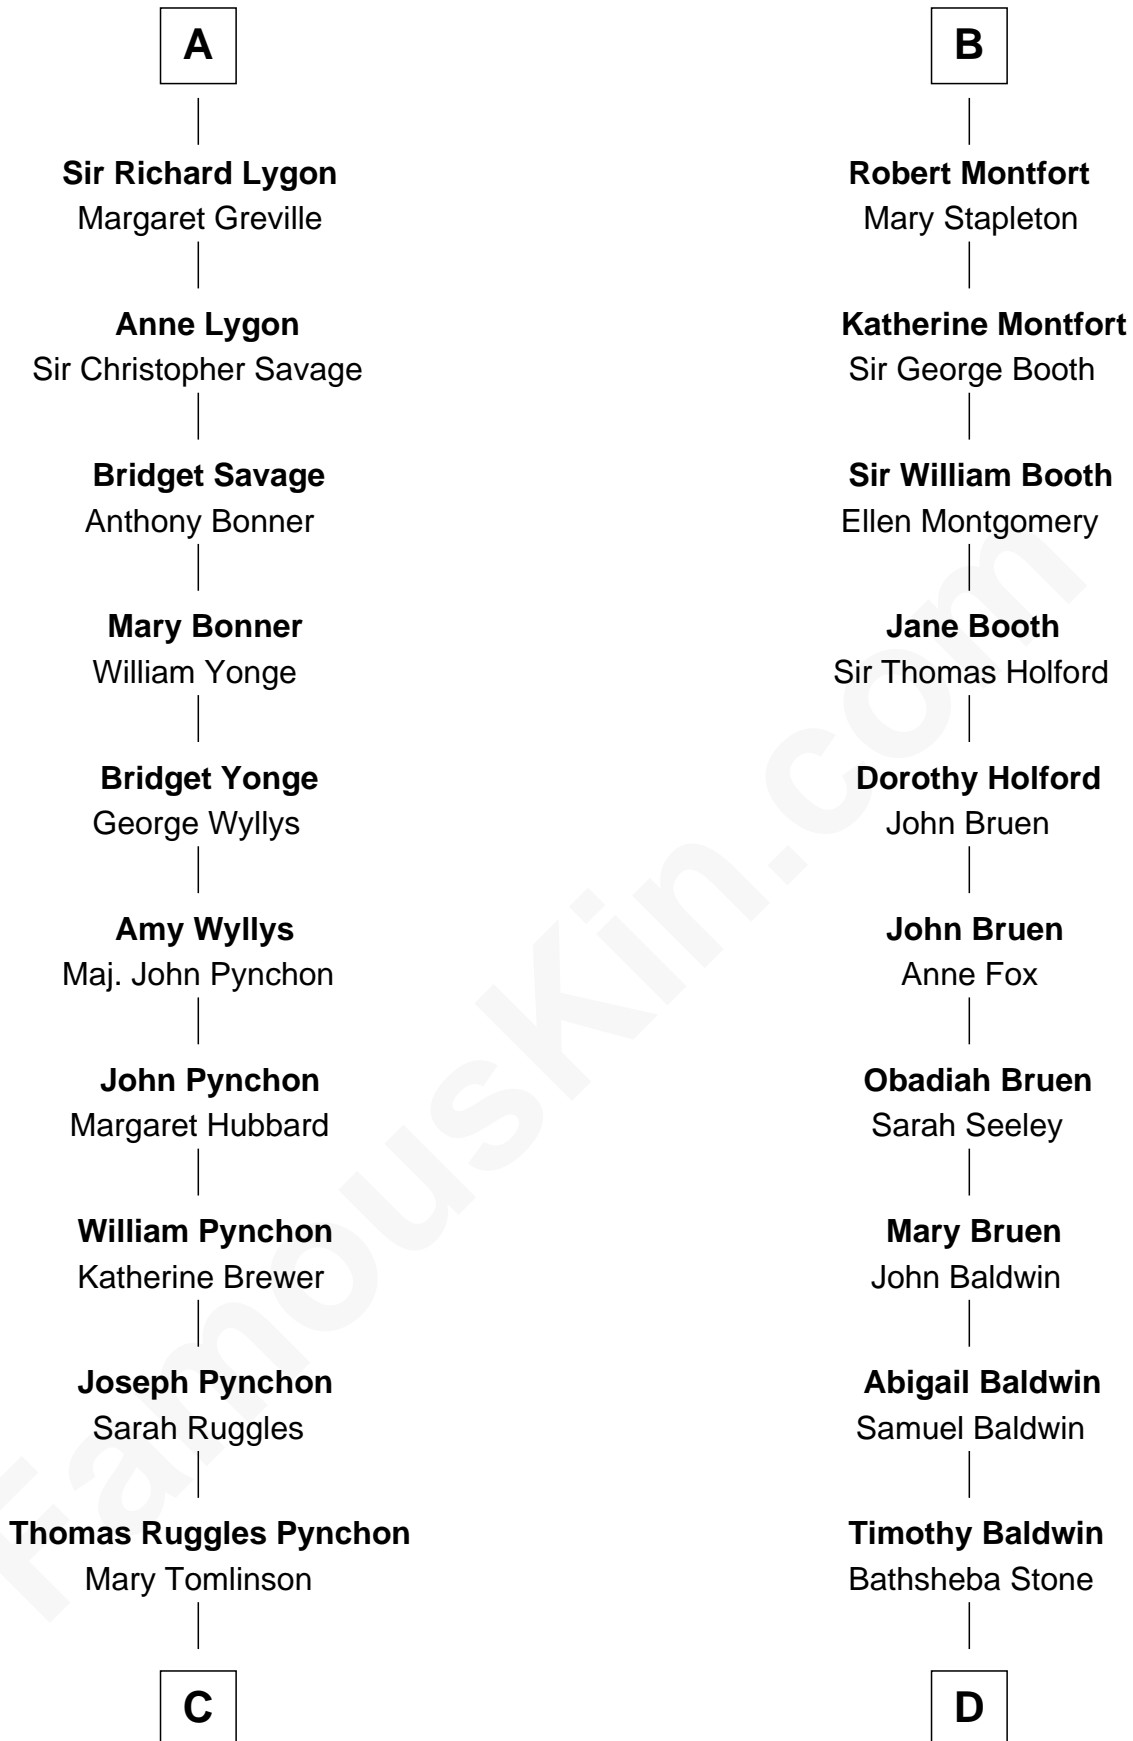 A
Sir Richard Lygon
Margaret Greville
Anne Lygon
Sir Christopher Savage
Bridget Savage
Anthony Bonner
Mary Bonner
William Yonge
Bridget Yonge
George Wyllys
Amy Wyllys
Maj. John Pynchon
John Pynchon
Margaret Hubbard
William Pynchon
Katherine Brewer
Joseph Pynchon
Sarah Ruggles
Thomas Ruggles Pynchon
Mary Tomlinson
C
B
Robert Montfort
Mary Stapleton
Katherine Montfort
Sir George Booth
Sir William Booth
Ellen Montgomery
Jane Booth
Sir Thomas Holford
Dorothy Holford
John Bruen
John Bruen
Anne Fox
Obadiah Bruen
Sarah Seeley
Mary Bruen
John Baldwin
Abigail Baldwin
Samuel Baldwin
Timothy Baldwin
Bathsheba Stone
D
FamousKin.com